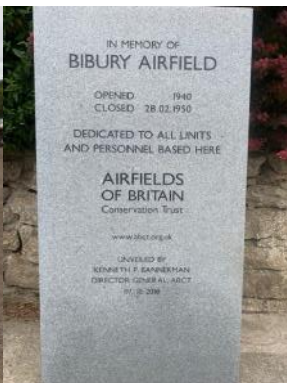 IN MEMORY OF
BIBURY AIRFIELD
OPENED 1940
CLOSED 28.02.1950
DEDICATED TO ALL UNITS
AND PERSONNEL BASED HERE
AIRFIELDS
OF BRITAIN
Conservation Trust
www.abct.org.uk
UNVEILED BY
KENNETH P. BANNERMAN
DIRECTOR GENERAL ABCT